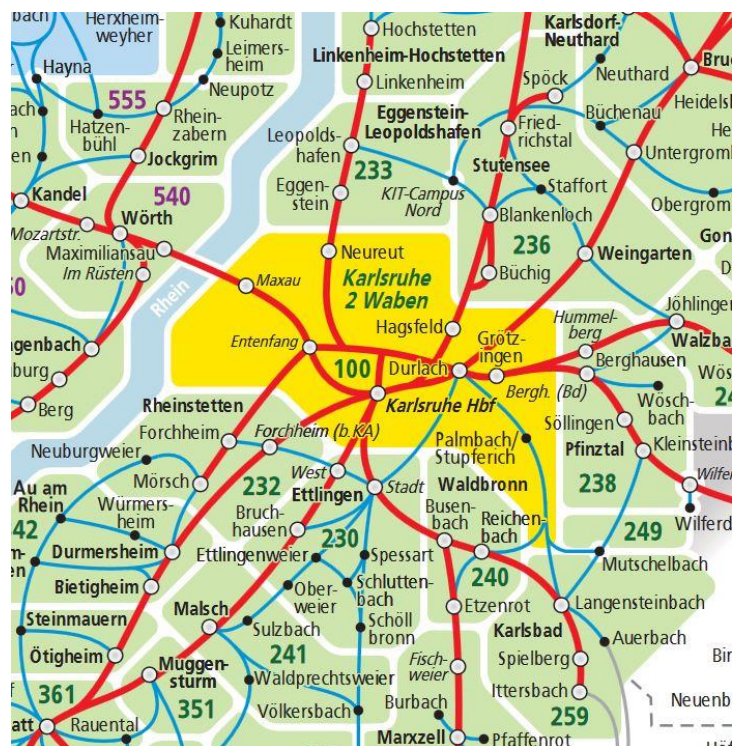 bach
Herxheim-
weyher
Kuhardt
Leimers-
heim
Hayna
Neupotz
555
Hatzen-
bühl
Rhein-
zabern
Jockgrim
Kandel
540
Mozartstr.
Wörth
Maximiliansau
Im Rüsten
Berg
Rhein
Hochstetten
Linkenheim-Hochstetten
Linkenheim
Eggenstein-
Leopoldshafen
Leopolds-
hafen
233
Eggen-
stein
KIT-Campus
Nord
Neureut
Karlsdorf-
Neuthard
Spöck
Neuthard
Büchenau
Fried-
richstal
Stutensee
Staffort
Untergromb
Obergrom
Blankenloch
236
Weingarten
Büchig
Maxau
Karlsruhe
2 Waben
Hagsfeld
Entenfang
100
Durlach
Grötz-
ingen
Hummel-
berg
Jöhlingen
Walzba
Berghausen
Bergh. (Bd)
Karlsruhe Hbf
Wösch-
bach
Söllingen
Pfinztal
Kleinsteinb
238
Wilferd
249
Mutschelbach
Palmbach/
Stupferich
Rheinstetten
Forchheim
Forchheim (b.KA)
Neuburgweier
Mörsch
232
West
Ettlingen
Stadt
Waldbronn
Busen-
bach
Reichen-
bach
Au am
Rhein
42
Würmers-
heim
Bruch-
hausen
230
Durmersheim
Ettlingenweier
Spessart
Bietigheim
Ober-
weier
Schlutten-
bach
240
Etzenrot
Langensteinbach
Steinmauern
Malsch
Sulzbach
Schöll
bronn
Karlsbad
Auerbach
Ötigheim
241
Muggen-
sturm
Waldprechtsweier
Fisch-
weier
Spielberg
361
351
Völkersbach
Burbach
Ittersbach
259
Neuenb
Rauental
Marxzell
Pfaffenrot